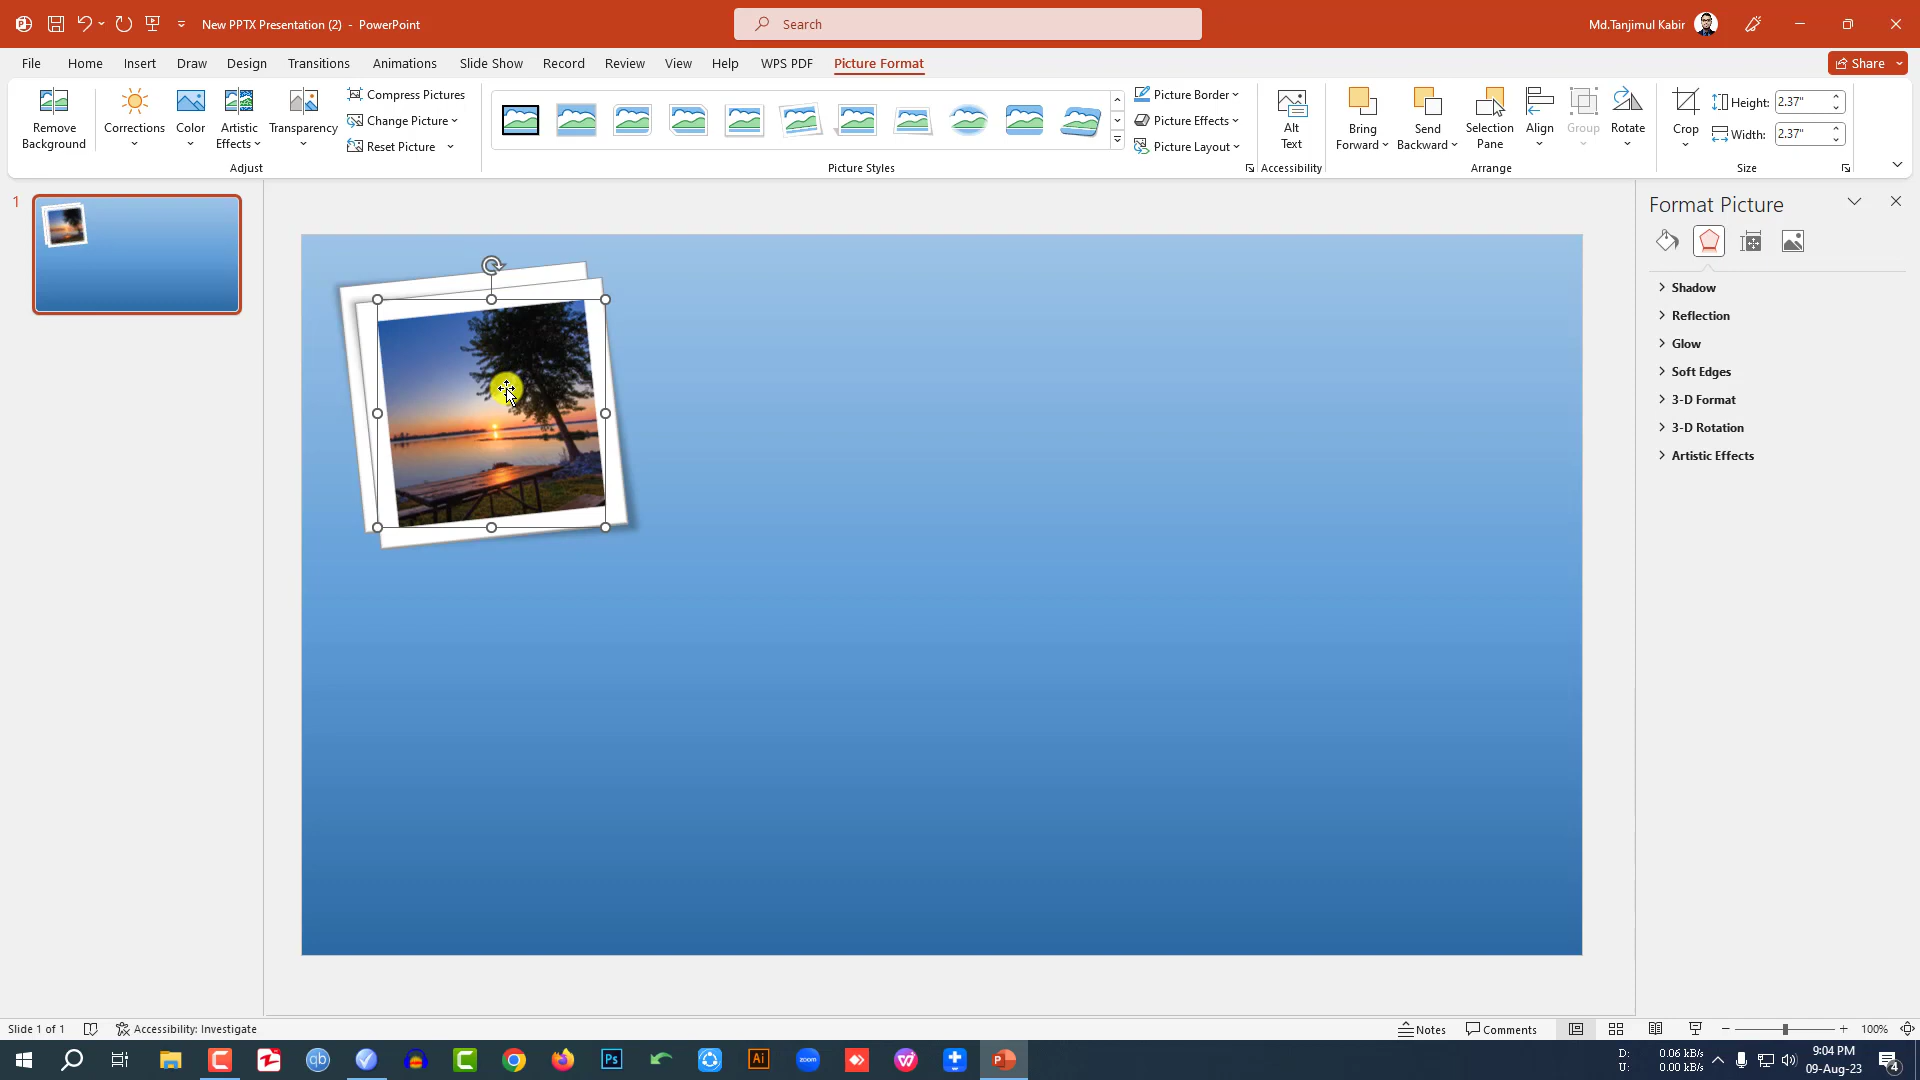 New PPTX Presentation (2) - PowerPoint
Search
Md.Tanjimul Kabir
File Home Insert Draw Design Transitions Animations Slide Show Record Review View Help WPS PDF Picture Format
Share
Remove Background
Corrections
Color
Artistic Effects
Transparency
Compress Pictures
Change Picture
Reset Picture
Adjust
Picture Styles
Picture Border
Picture Effects
Picture Layout
Alt Text
Accessibility
Bring Forward
Send Backward
Selection Pane
Align
Group
Rotate
Arrange
Crop
Height: 2.37"
Width: 2.37"
Size
1
Format Picture
Shadow
Reflection
Glow
Soft Edges
3-D Format
3-D Rotation
Artistic Effects
Slide 1 of 1
Accessibility: Investigate
Notes
Comments
100%
qb
Ps
Ai
zoom
P
D: 0.06 kB/s
U: 0.00 kB/s
9:04 PM
09-Aug-23
4